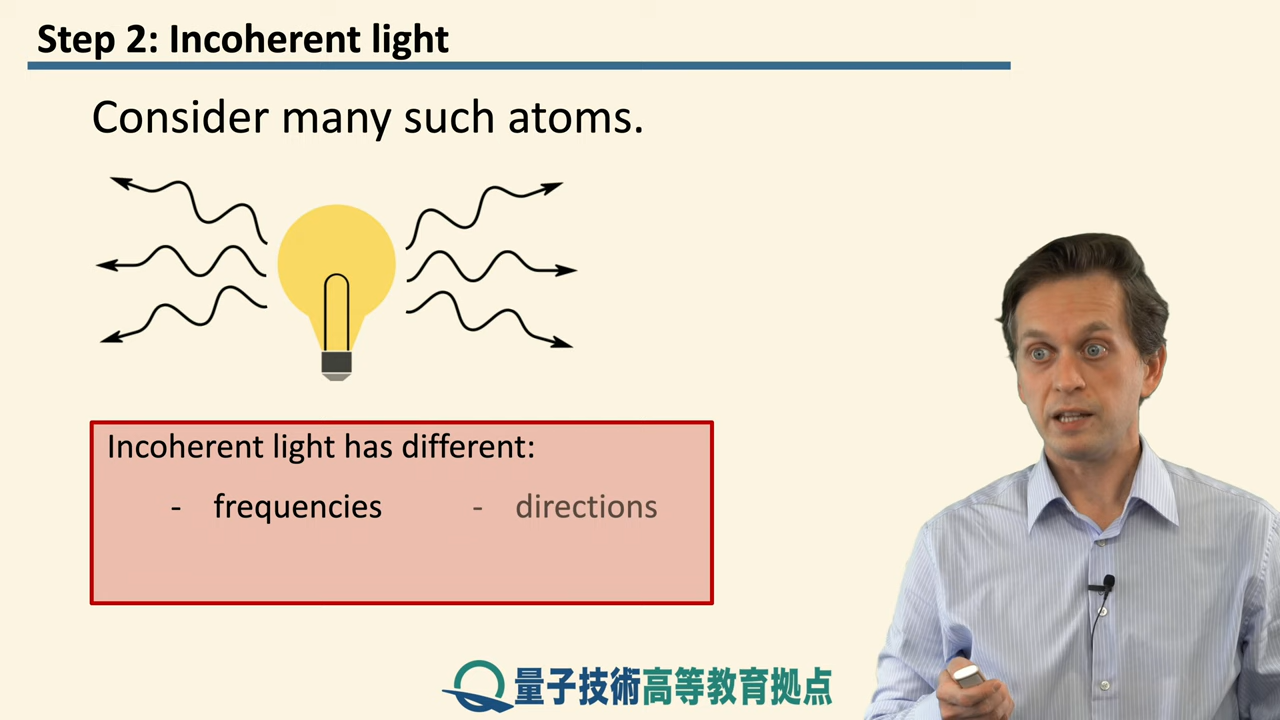 Step 2: Incoherent light
Consider many such atoms.
Incoherent light has different:
- frequencies - directions
量子技術高等教育拠点